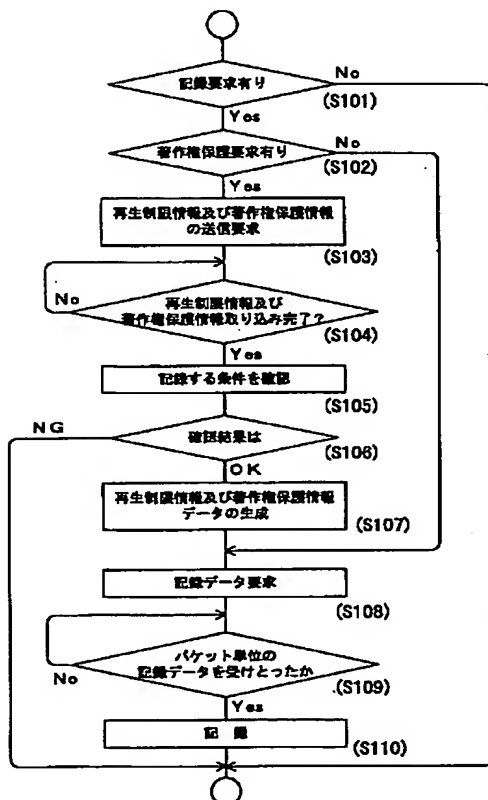 記録要求有り
No
(S101)
Yes
著作権保護要求有り
No
(S102)
Yes
再生制限情報及び著作権保護情報
の送信要求
(S103)
No
再生制限情報及び
著作権保護情報取り込み完了?
(S104)
Yes
記録する条件を確認
(S105)
NG
確認結果は
(S106)
OK
再生制限情報及び著作権保護情報
データの生成
(S107)
記録データ要求
(S108)
パケット単位の
記録データを受けとったか
No
(S109)
Yes
記 録
(S110)